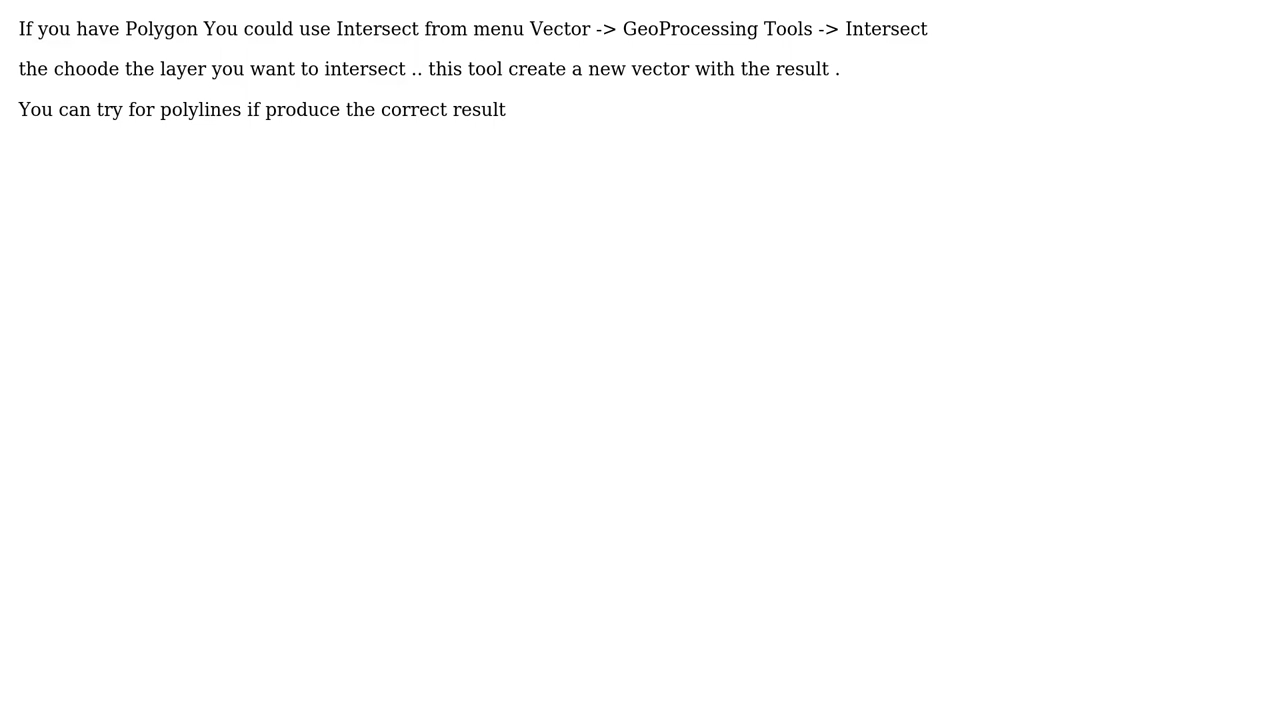 If you have Polygon You could use Intersect from menu Vector -> GeoProcessing Tools -> Intersect
the choode the layer you want to intersect .. this tool create a new vector with the result .
You can try for polylines if produce the correct result